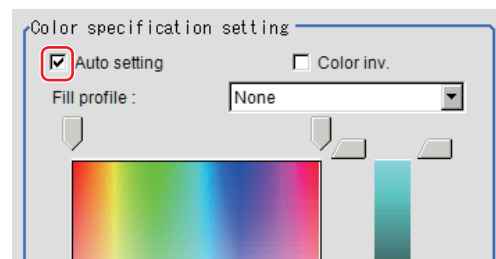 Color specification setting
Auto setting
Color inv.
Fill profile :
None